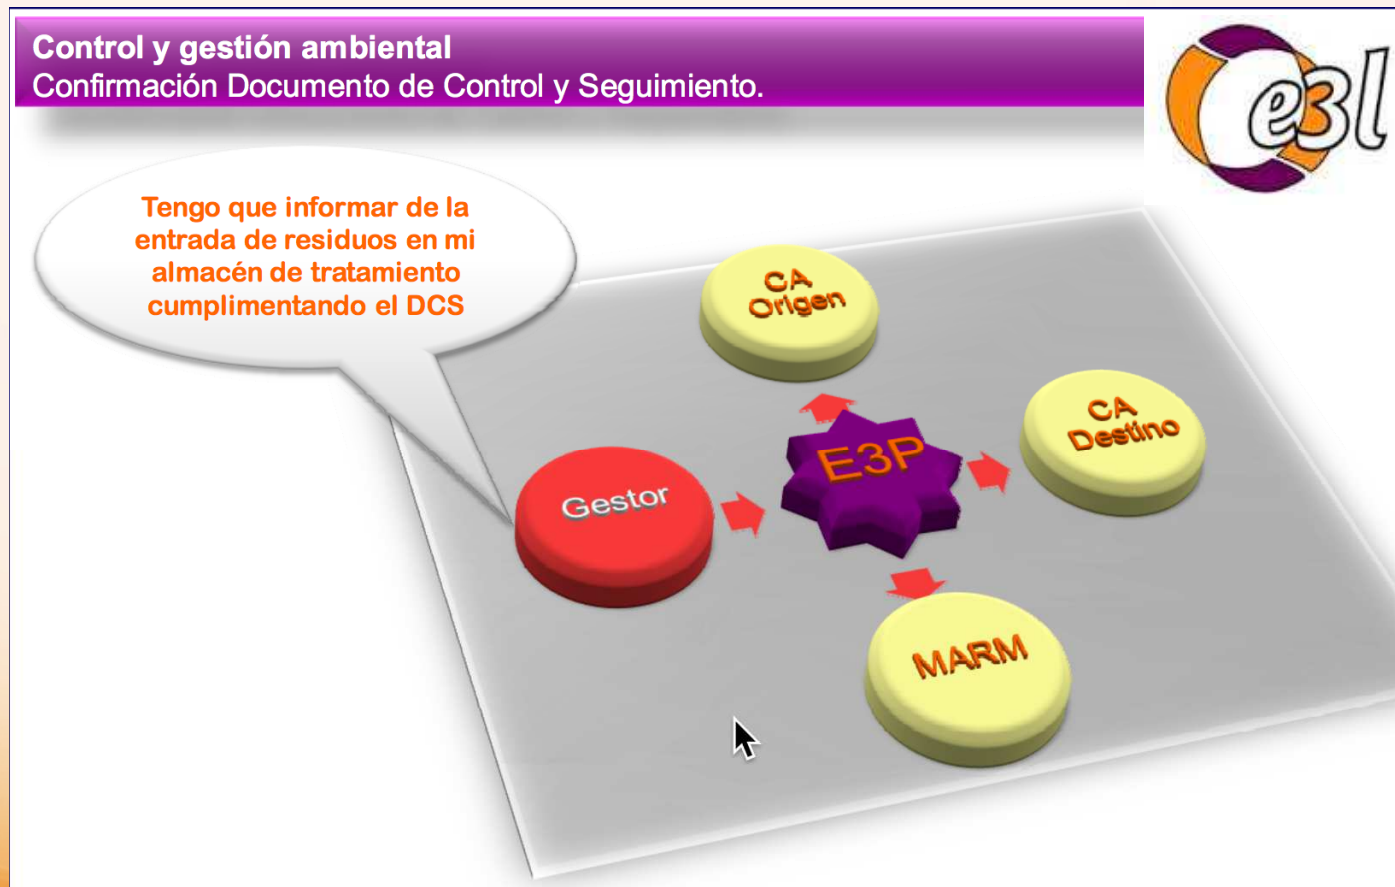 Control y gestión ambiental
Confirmación Documento de Control y Seguimiento.
e3l
Tengo que informar de la
entrada de residuos en mi
almacén de tratamiento
cumplimentando el DCS
CA
Origen
CA
Destino
E3P
Gestor
MARM